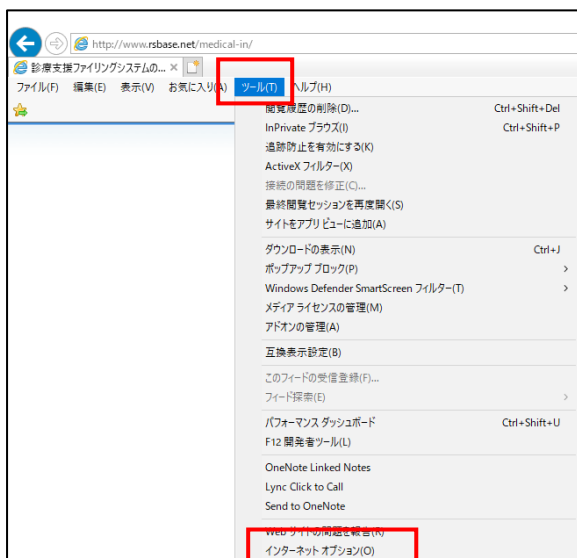 http://www.rsbase.net/medical-in/
診療支援ファイリングシステムの... ×
ファイル(F) 編集(E) 表示(V) お気に入り(A) ツール(T) ヘルプ(H)
閲覧履歴の削除(D)... Ctrl+Shift+Del
InPrivate ブラウズ(I) Ctrl+Shift+P
追跡防止を有効にする(K)
ActiveX フィルター(X)
接続の問題を修正(C)...
最終閲覧セッションを再度開く(S)
サイトをアプリ ビューに追加(A)
ダウンロードの表示(N) Ctrl+J
ポップアップ ブロック(P)
Windows Defender SmartScreen フィルター(T)
メディア ライセンスの管理(M)
アドオンの管理(A)
互換表示設定(B)
このフィードの受信登録(F)...
フィード探索(E)
パフォーマンス ダッシュボード Ctrl+Shift+U
F12 開発者ツール(L)
OneNote Linked Notes
Lync Click to Call
Send to OneNote
Web サイトの問題を報告(R)
インターネット オプション(O)